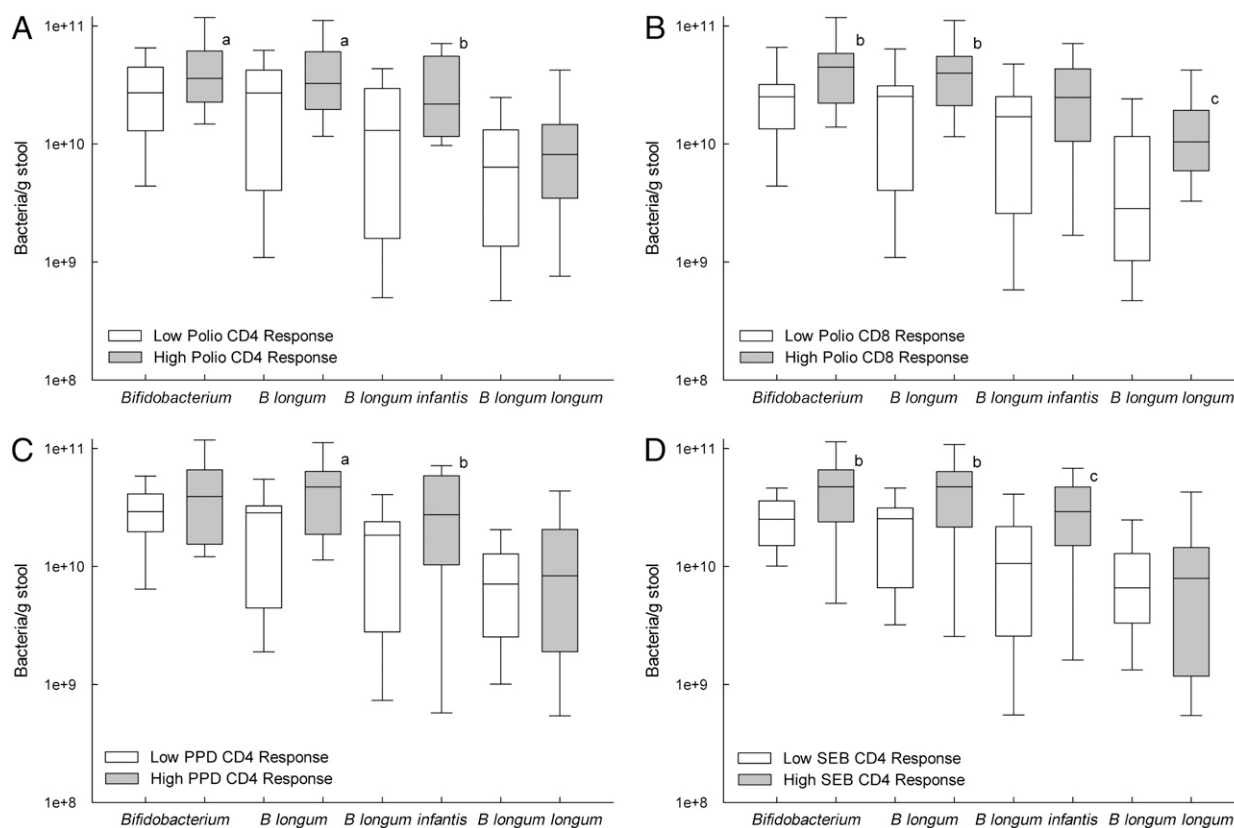 A
Bacteria/g stool
1e+11
1e+10
1e+9
1e+8
a
a
b
Low Polio CD4 Response
High Polio CD4 Response
Bifidobacterium B longum B longum infantis B longum longum
B
Bacteria/g stool
1e+11
1e+10
1e+9
1e+8
b
b
c
Low Polio CD8 Response
High Polio CD8 Response
Bifidobacterium B longum B longum infantis B longum longum
C
Bacteria/g stool
1e+11
1e+10
1e+9
1e+8
a
b
Low PPD CD4 Response
High PPD CD4 Response
Bifidobacterium B longum B longum infantis B longum longum
D
Bacteria/g stool
1e+11
1e+10
1e+9
1e+8
b
b
c
Low SEB CD4 Response
High SEB CD4 Response
Bifidobacterium B longum B longum infantis B longum longum